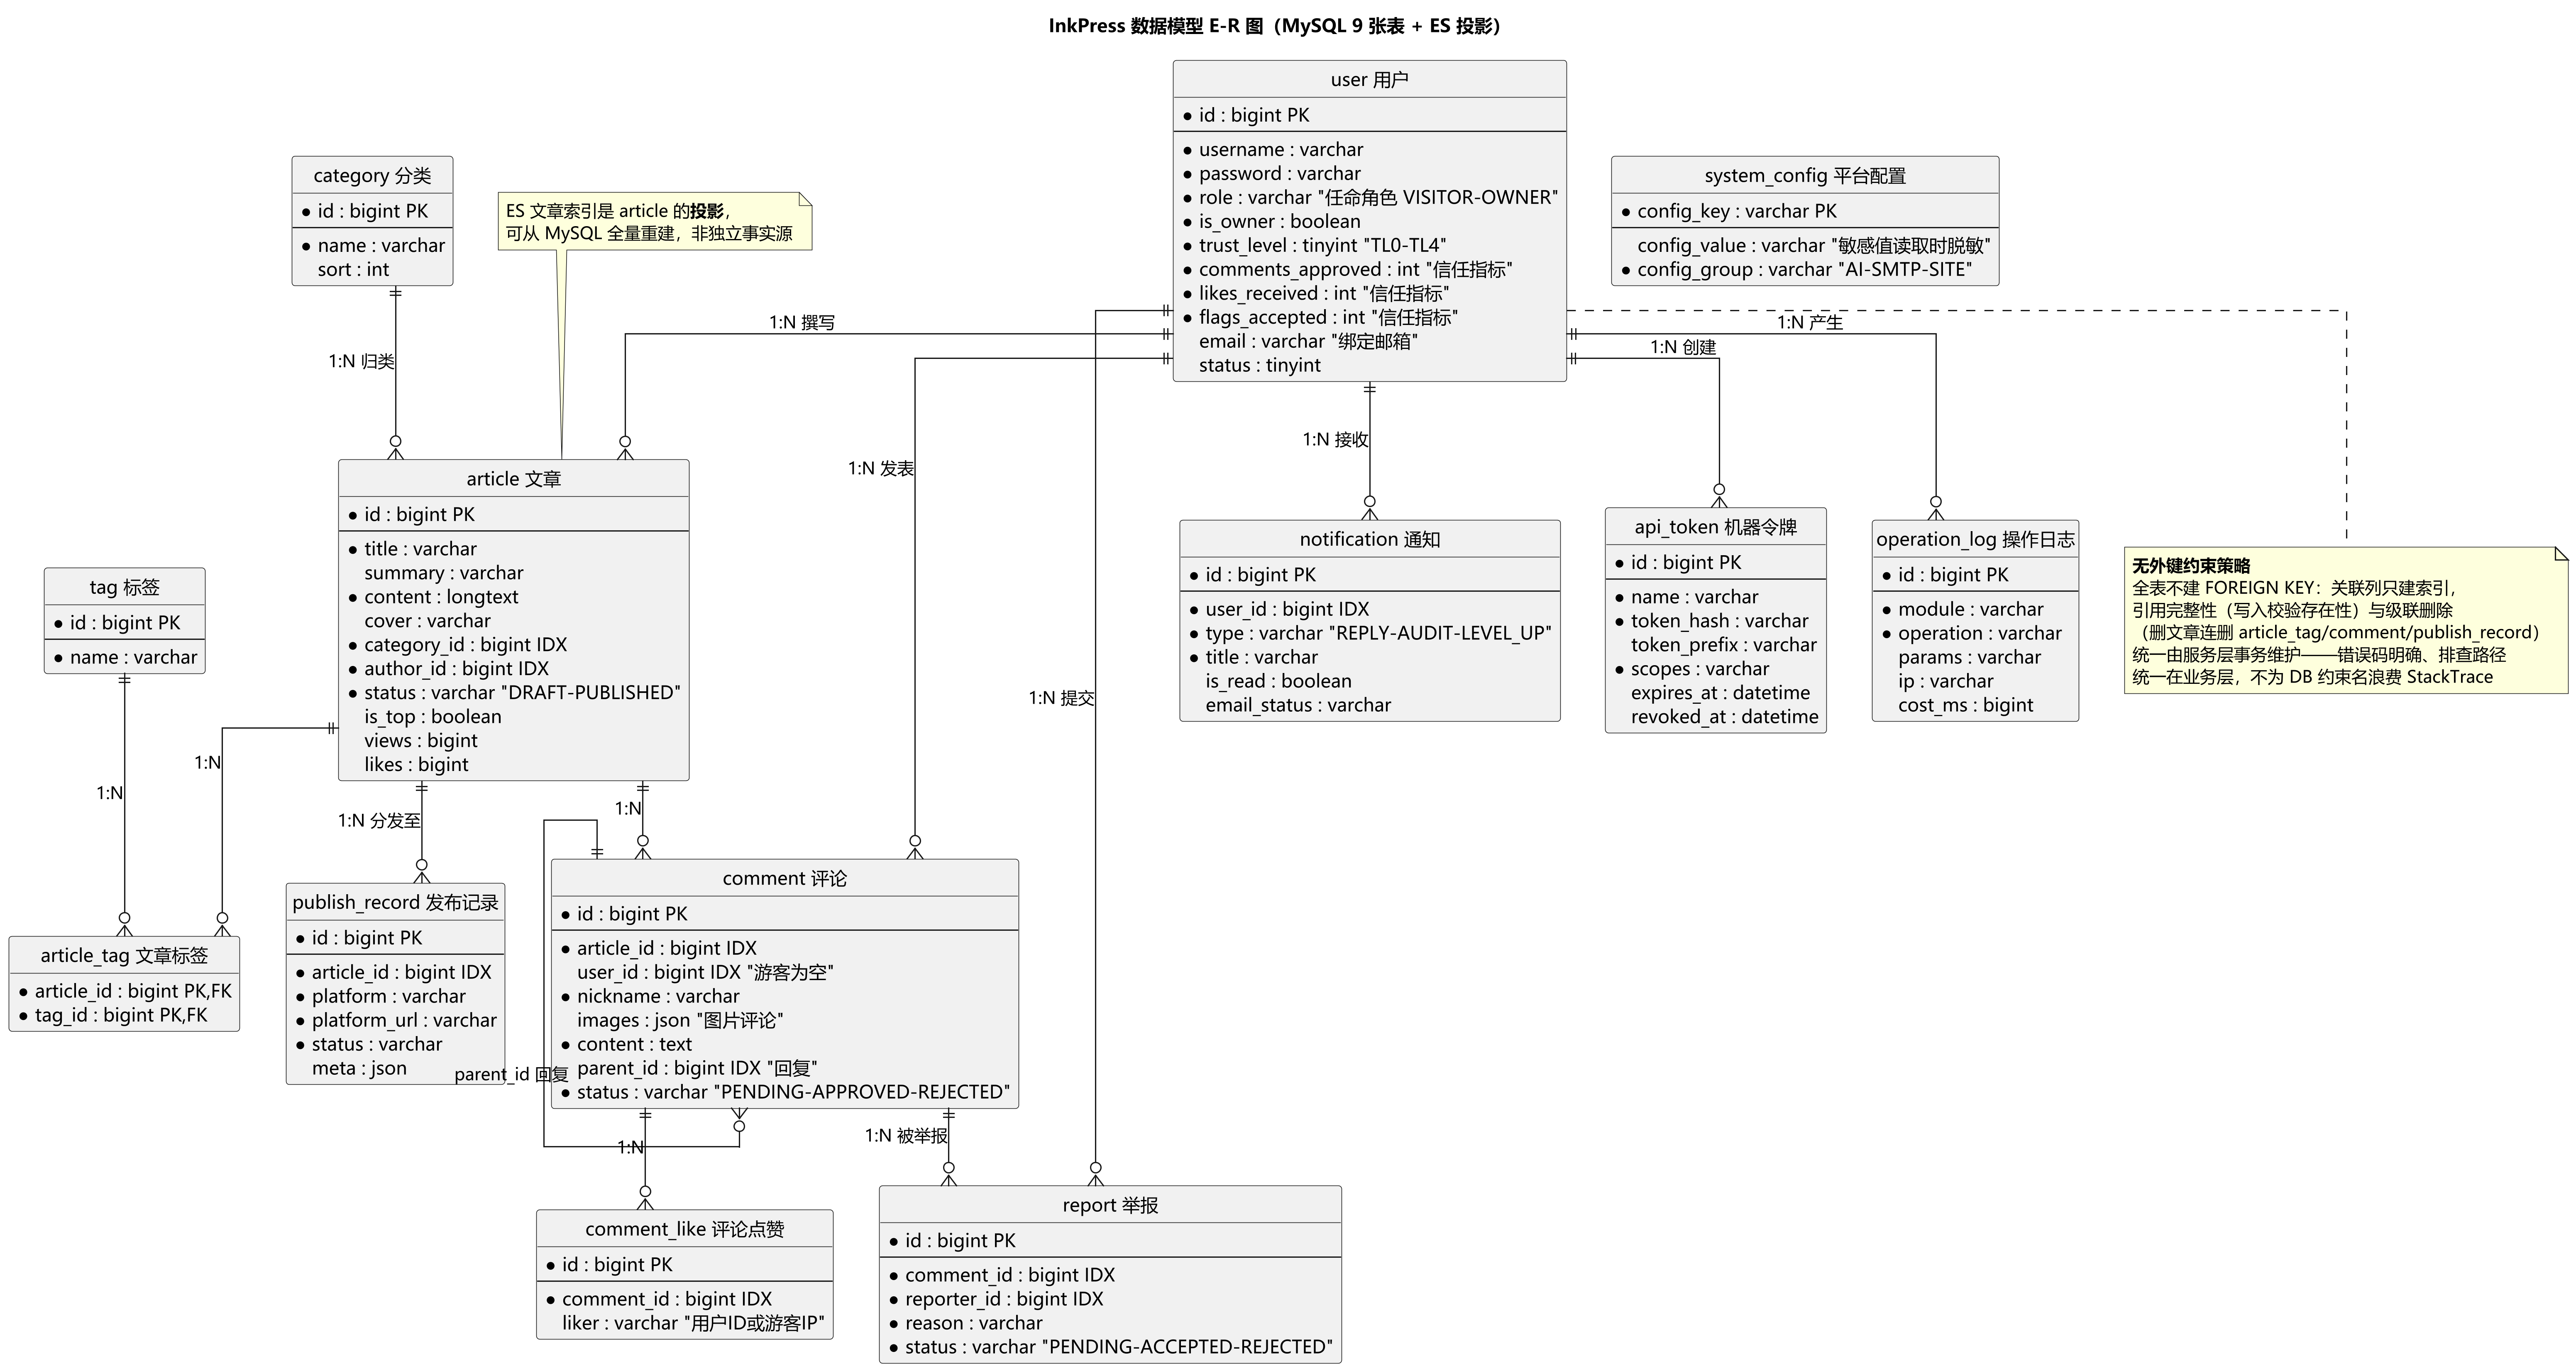 InkPress 数据模型 E-R 图（MySQL 9 张表 + ES 投影）
user 用户
id : bigint PK
username : varchar
password : varchar
role : varchar "任命角色 VISITOR-OWNER"
is_owner : boolean
trust_level : tinyint "TL0-TL4"
comments_approved : int "信任指标"
likes_received : int "信任指标"
flags_accepted : int "信任指标"
email : varchar "绑定邮箱"
status : tinyint
category 分类
id : bigint PK
name : varchar
sort : int
ES 文章索引是 article 的投影，
可从 MySQL 全量重建，非独立事实源
system_config 平台配置
config_key : varchar PK
config_value : varchar "敏感值读取时脱敏"
config_group : varchar "AI-SMTP-SITE"
1:N 归类
1:N 撰写
1:N 发表
1:N 提交
1:N 接收
1:N 创建
1:N 产生
article 文章
id : bigint PK
title : varchar
summary : varchar
content : longtext
cover : varchar
category_id : bigint IDX
author_id : bigint IDX
status : varchar "DRAFT-PUBLISHED"
is_top : boolean
views : bigint
likes : bigint
notification 通知
id : bigint PK
user_id : bigint IDX
type : varchar "REPLY-AUDIT-LEVEL_UP"
title : varchar
is_read : boolean
email_status : varchar
api_token 机器令牌
id : bigint PK
name : varchar
token_hash : varchar
token_prefix : varchar
scopes : varchar
expires_at : datetime
revoked_at : datetime
operation_log 操作日志
id : bigint PK
module : varchar
operation : varchar
params : varchar
ip : varchar
cost_ms : bigint
无外键约束策略
全表不建 FOREIGN KEY：关联列只建索引，
引用完整性（写入校验存在性）与级联删除
（删文章连删 article_tag/comment/publish_record）
统一由服务层事务维护——错误码明确、排查路径
统一在业务层，不为 DB 约束名浪费 StackTrace
tag 标签
id : bigint PK
name : varchar
1:N
1:N
1:N 分发至
1:N
article_tag 文章标签
article_id : bigint PK,FK
tag_id : bigint PK,FK
publish_record 发布记录
id : bigint PK
article_id : bigint IDX
platform : varchar
platform_url : varchar
status : varchar
meta : json
comment 评论
id : bigint PK
article_id : bigint IDX
user_id : bigint IDX "游客为空"
nickname : varchar
images : json "图片评论"
content : text
parent_id : bigint IDX "回复"
status : varchar "PENDING-APPROVED-REJECTED"
parent_id 回复
1:N
1:N 被举报
comment_like 评论点赞
id : bigint PK
comment_id : bigint IDX
liker : varchar "用户ID或游客IP"
report 举报
id : bigint PK
comment_id : bigint IDX
reporter_id : bigint IDX
reason : varchar
status : varchar "PENDING-ACCEPTED-REJECTED"